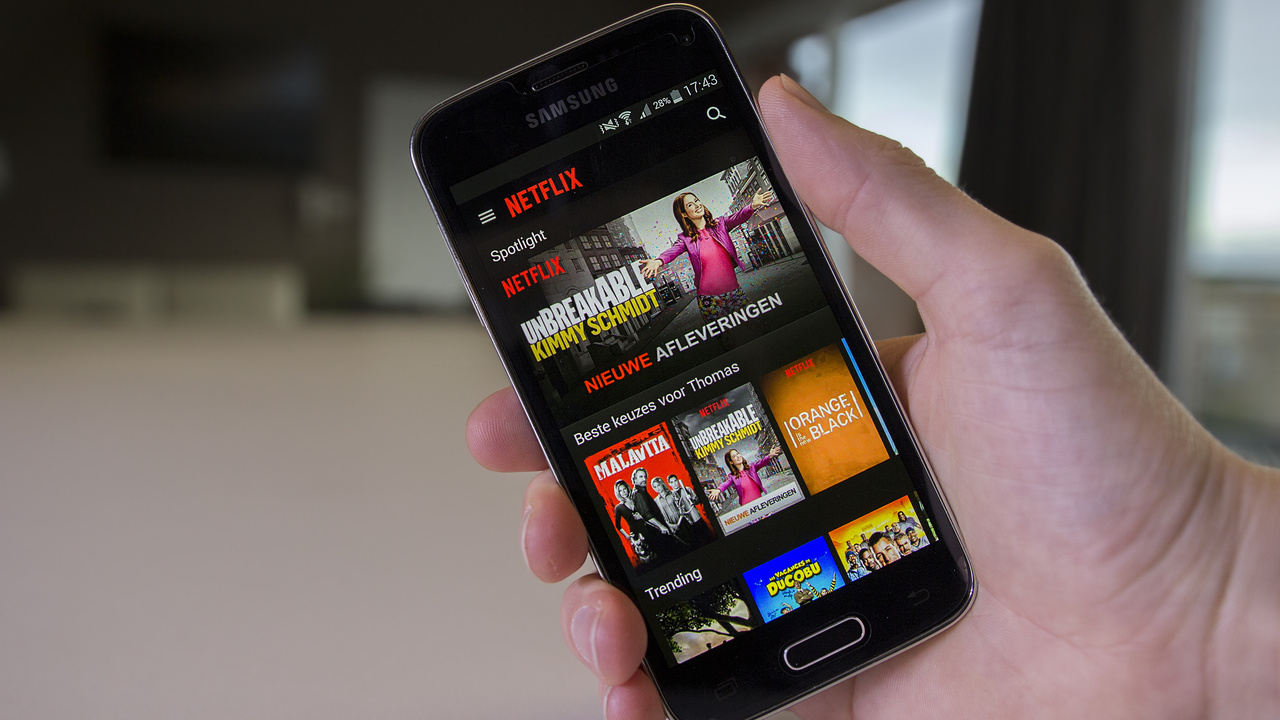 SAMSUNG
28% 17:43
NETFLIX
Spotlight
NETFLIX
UNBREAKABLE
KIMMY SCHMIDT
NIEUWE AFLEVERINGEN
Beste keuzes voor Thomas
MALAVITA
NETFLIX
UNBREAKABLE
KIMMY SCHMIDT
NIEUWE AFLEVERINGEN
NETFLIX
ORANGE
IS THE NEW
BLACK
Trending
LES VACANCES DE
DUCOBU